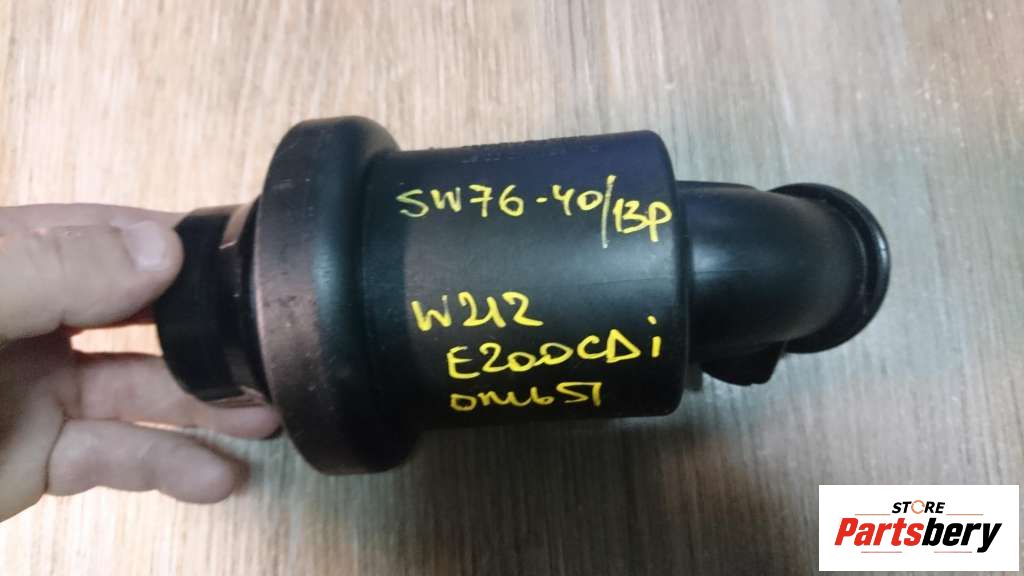 SW76-40/13P
W212
E200CDi
om651
STORE
Partsbery